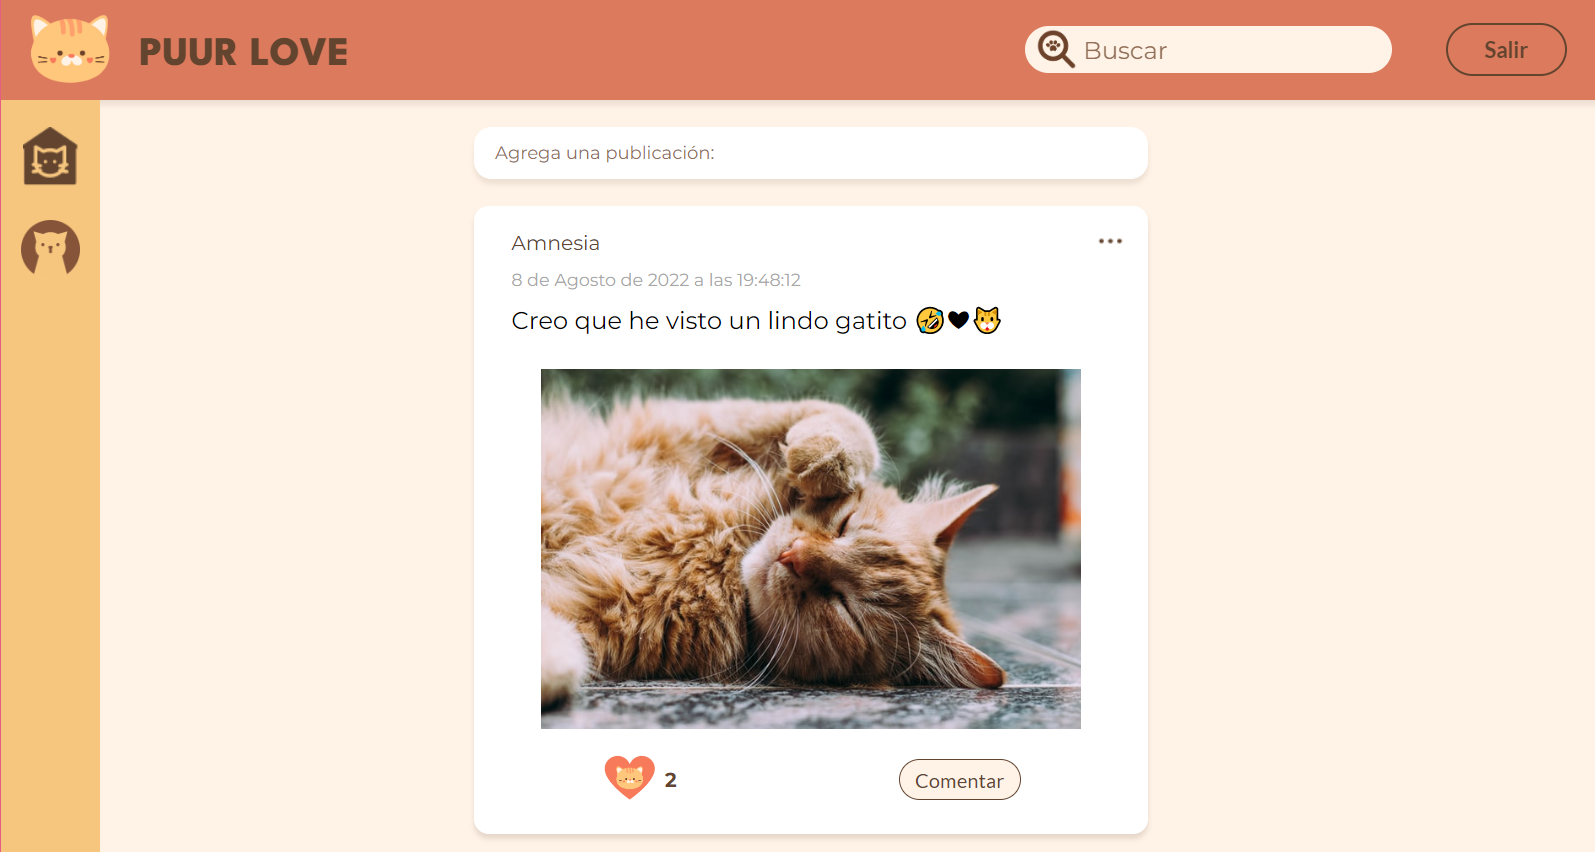 PUUR LOVE
Buscar
Salir
Agrega una publicación:
Amnesia
8 de Agosto de 2022 a las 19:48:12
Creo que he visto un lindo gatito 🤣🖤🐱
2
Comentar